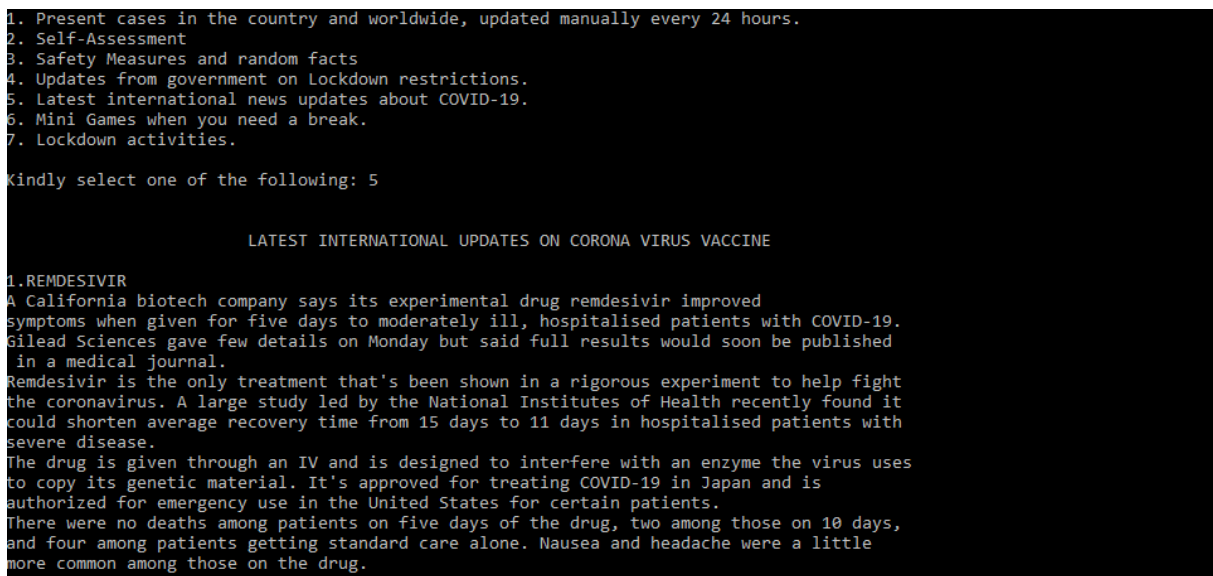 1. Present cases in the country and worldwide, updated manually every 24 hours.
2. Self-Assessment
3. Safety Measures and random facts
4. Updates from government on Lockdown restrictions.
5. Latest international news updates about COVID-19.
6. Mini Games when you need a break.
7. Lockdown activities.
Kindly select one of the following: 5
LATEST INTERNATIONAL UPDATES ON CORONA VIRUS VACCINE
1.REMDESIVIR
A California biotech company says its experimental drug remdesivir improved
symptoms when given for five days to moderately ill, hospitalised patients with COVID-19.
Gilead Sciences gave few details on Monday but said full results would soon be published
in a medical journal.
Remdesivir is the only treatment that's been shown in a rigorous experiment to help fight
the coronavirus. A large study led by the National Institutes of Health recently found it
could shorten average recovery time from 15 days to 11 days in hospitalised patients with
severe disease.
The drug is given through an IV and is designed to interfere with an enzyme the virus uses
to copy its genetic material. It's approved for treating COVID-19 in Japan and is
authorized for emergency use in the United States for certain patients.
There were no deaths among patients on five days of the drug, two among those on 10 days,
and four among patients getting standard care alone. Nausea and headache were a little
more common among those on the drug.